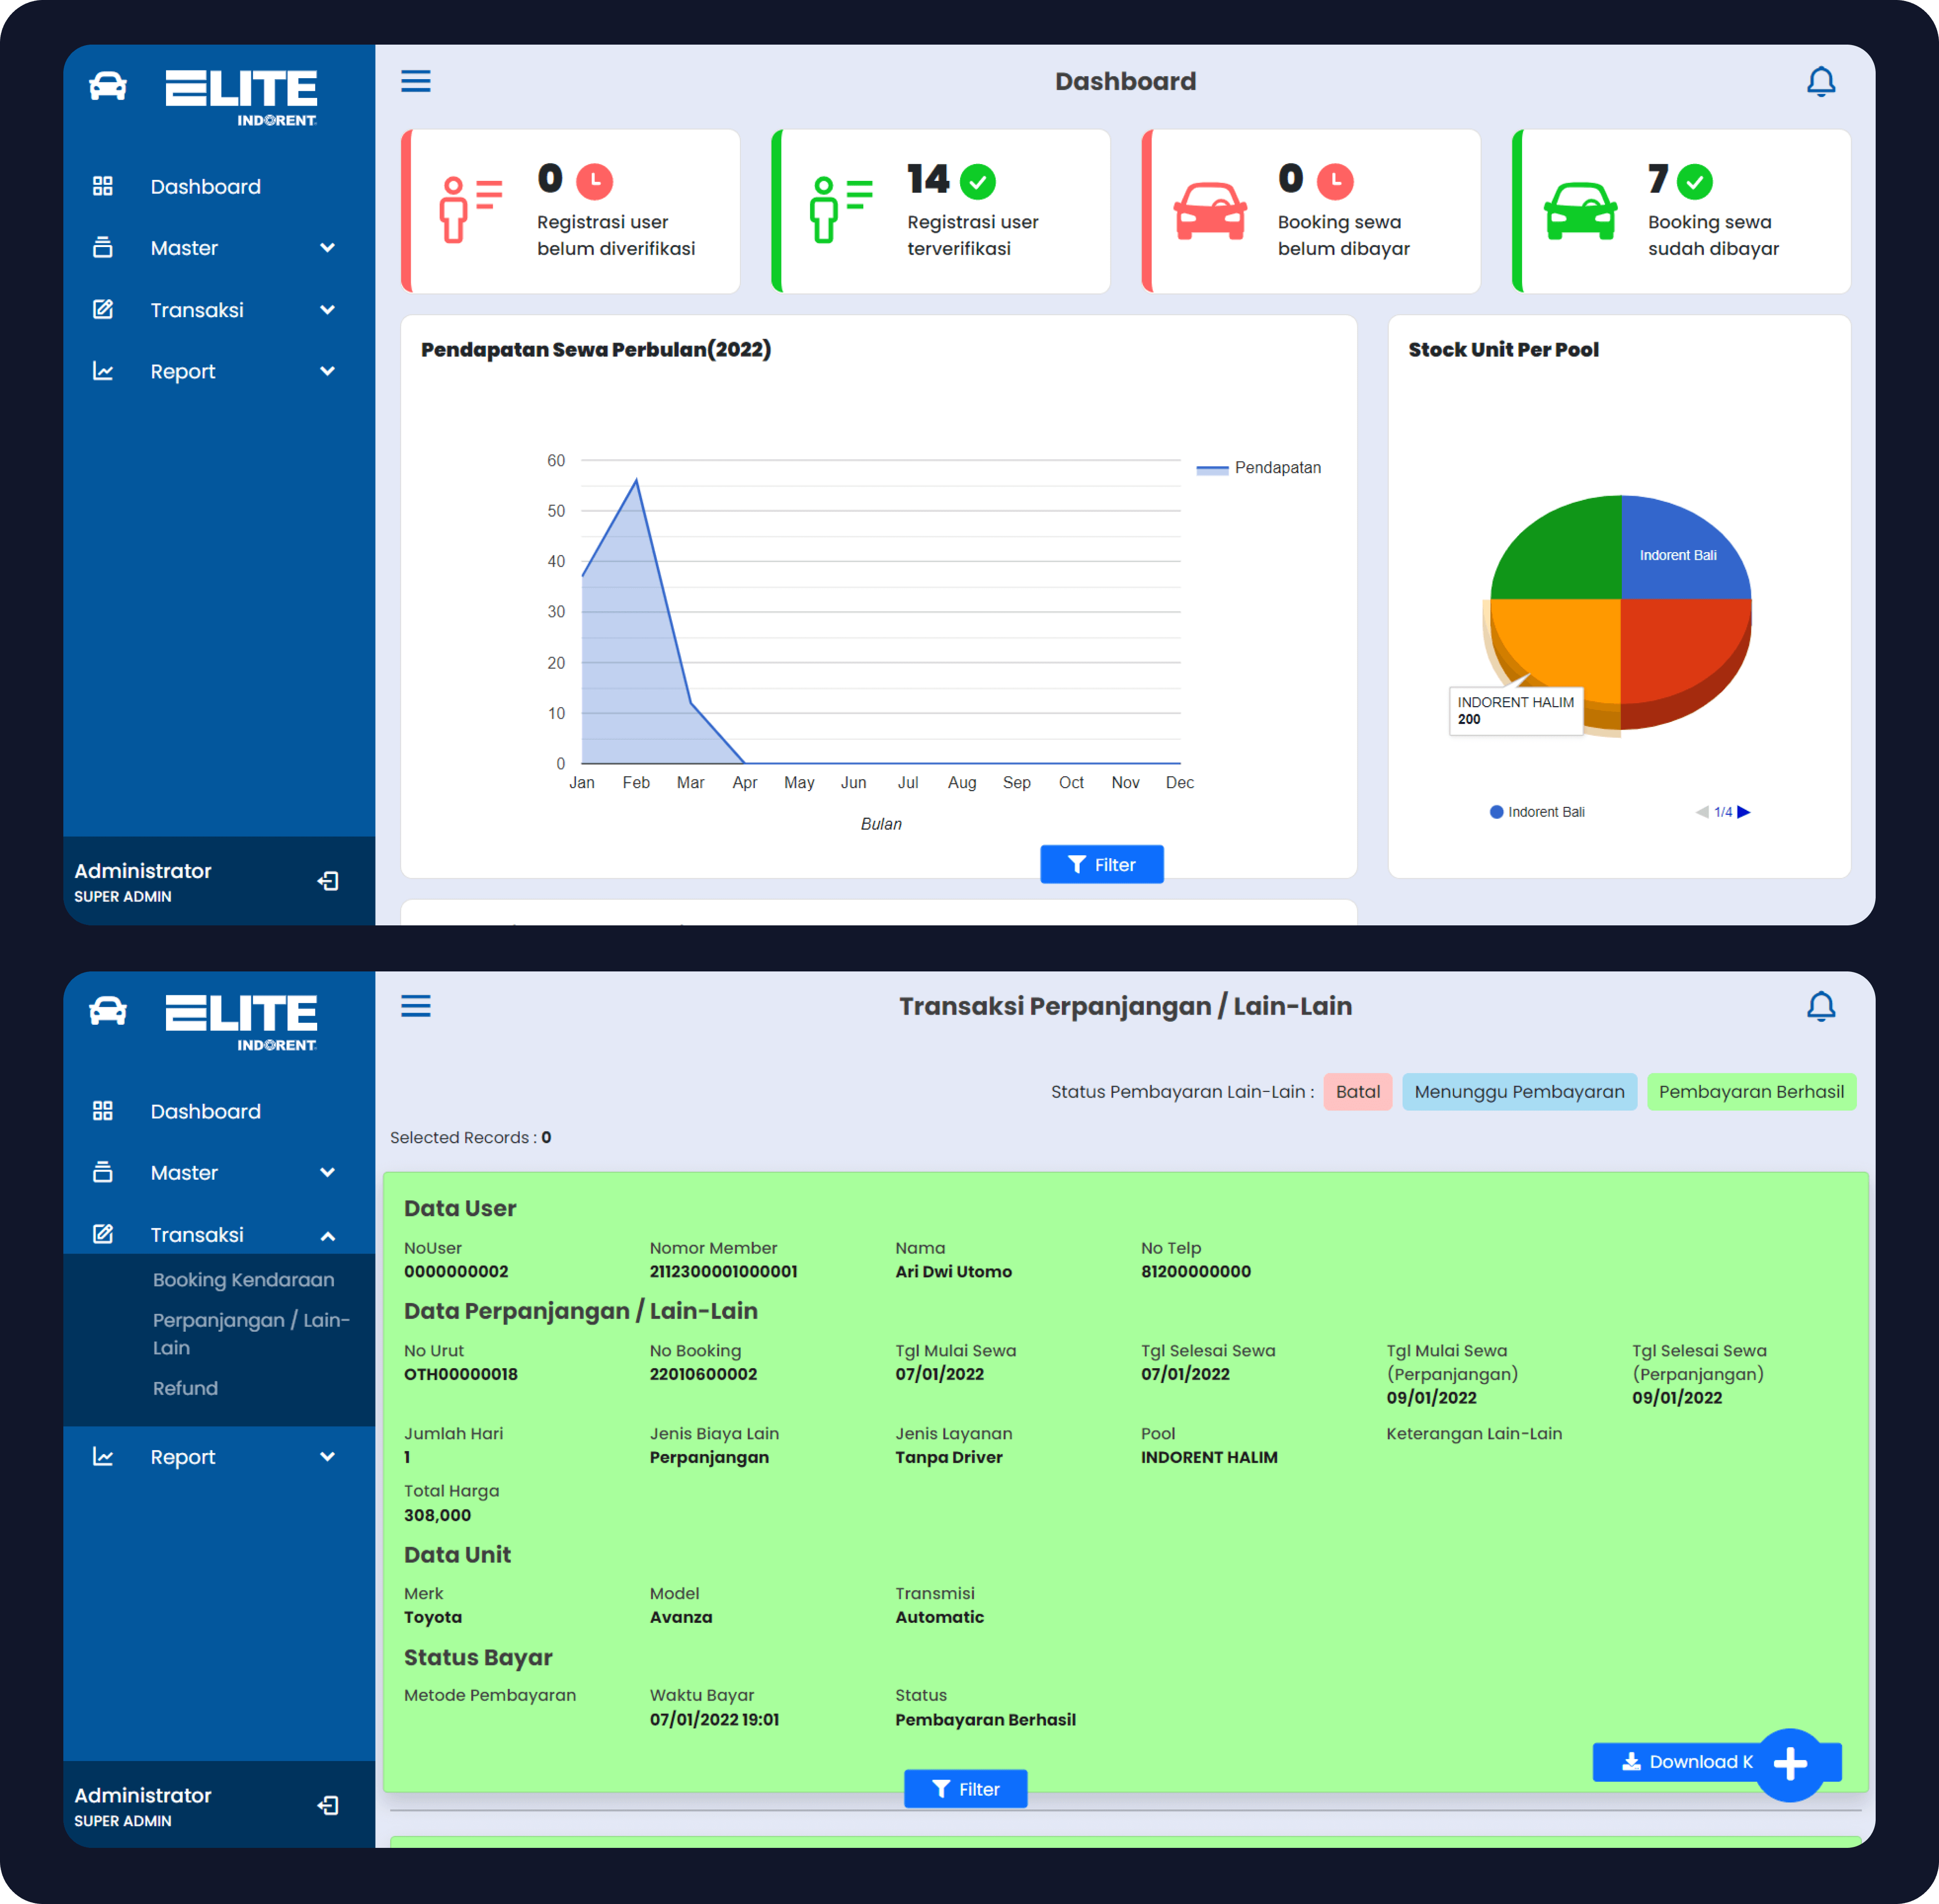 ELITE
INDORENT
Dashboard
Master
Transaksi
Report
Administrator
SUPER ADMIN
Dashboard
0
Registrasi user
belum diverifikasi
14
Registrasi user
terverifikasi
0
Booking sewa
belum dibayar
7
Booking sewa
sudah dibayar
Pendapatan Sewa Perbulan(2022)
60
50
40
30
20
10
0
Jan Feb Mar Apr May Jun Jul Aug Sep Oct Nov Dec
Bulan
Pendapatan
Filter
Stock Unit Per Pool
Indorent Bali
INDORENT HALIM
200
Indorent Bali
1/4
ELITE
INDORENT
Dashboard
Master
Transaksi
Booking Kendaraan
Perpanjangan / Lain-
Lain
Refund
Report
Administrator
SUPER ADMIN
Transaksi Perpanjangan / Lain-Lain
Status Pembayaran Lain-Lain : Batal Menunggu Pembayaran Pembayaran Berhasil
Selected Records : 0
Data User
NoUser Nomor Member Nama No Telp
0000000002 2112300001000001 Ari Dwi Utomo 81200000000
Data Perpanjangan / Lain-Lain
No Urut No Booking Tgl Mulai Sewa Tgl Selesai Sewa Tgl Mulai Sewa Tgl Selesai Sewa
OTH00000018 22010600002 07/01/2022 07/01/2022 (Perpanjangan) (Perpanjangan)
09/01/2022 09/01/2022
Jumlah Hari Jenis Biaya Lain Jenis Layanan Pool Keterangan Lain-Lain
1 Perpanjangan Tanpa Driver INDORENT HALIM
Total Harga
308,000
Data Unit
Merk Model Transmisi
Toyota Avanza Automatic
Status Bayar
Metode Pembayaran Waktu Bayar Status
07/01/2022 19:01 Pembayaran Berhasil
Download K
Filter